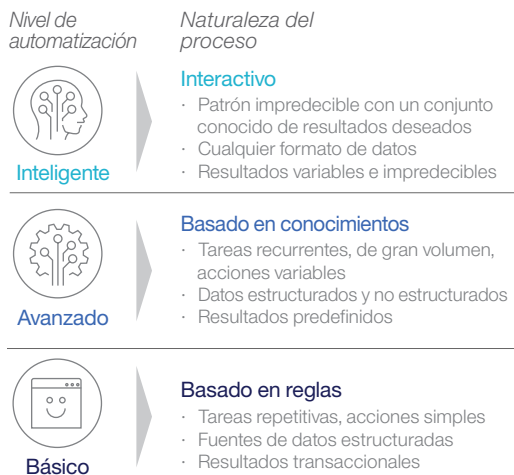 Nivel de
automatización
Naturaleza del
proceso
Inteligente
Interactivo
· Patrón impredecible con un conjunto
conocido de resultados deseados
· Cualquier formato de datos
· Resultados variables e impredecibles
Avanzado
Basado en conocimientos
· Tareas recurrentes, de gran volumen,
acciones variables
· Datos estructurados y no estructurados
· Resultados predefinidos
Básico
Basado en reglas
· Tareas repetitivas, acciones simples
· Fuentes de datos estructuradas
· Resultados transaccionales